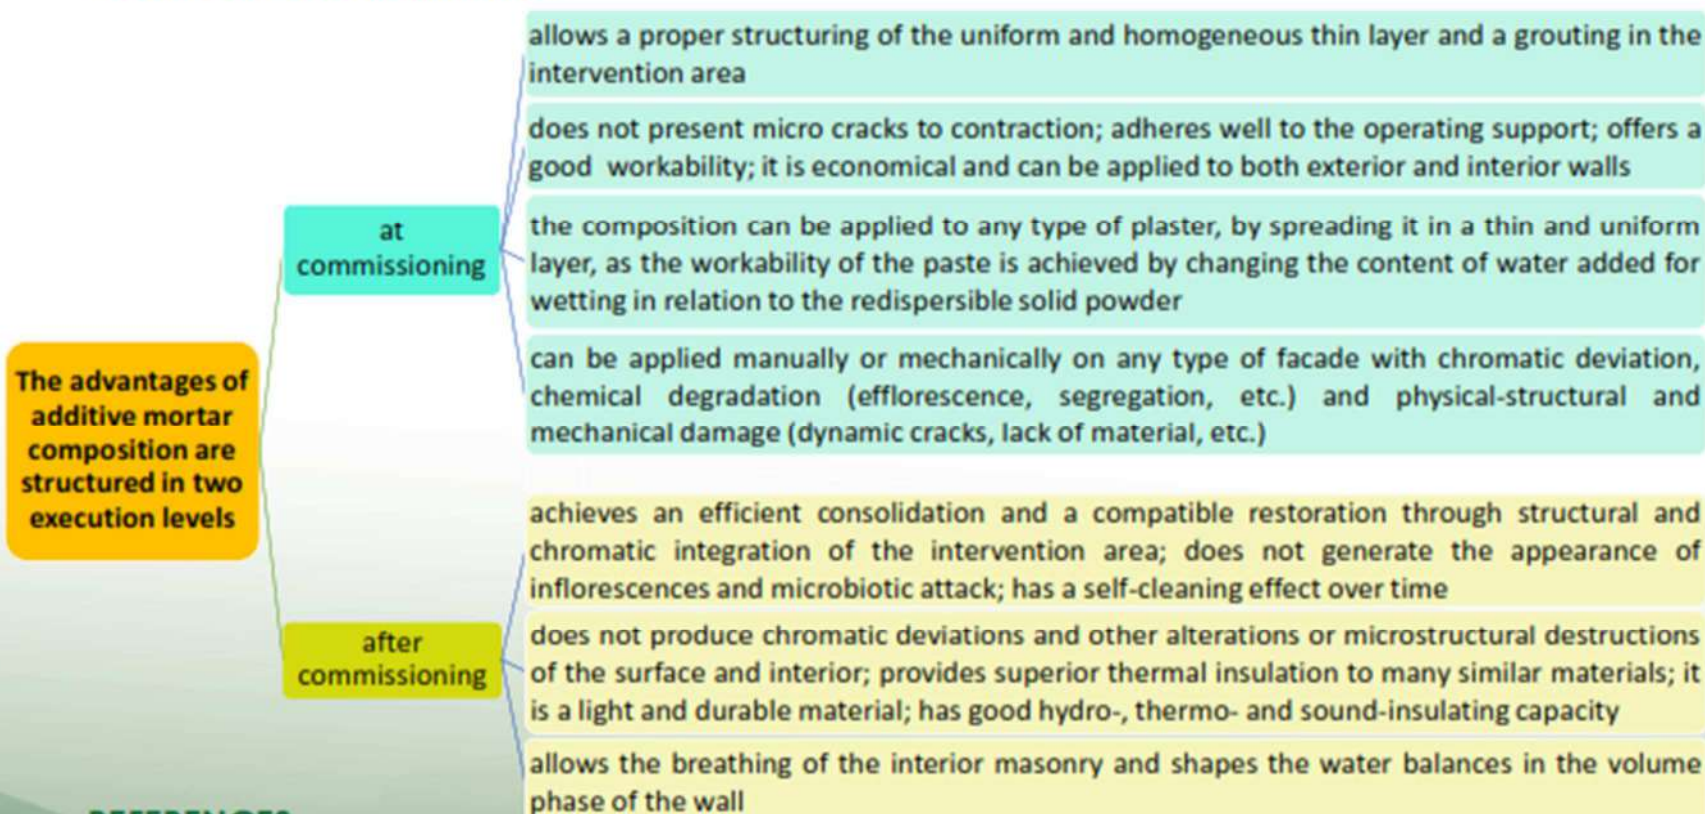 The advantages of
additive mortar
composition are
structured in two
execution levels
at
commissioning
allows a proper structuring of the uniform and homogeneous thin layer and a grouting in the
intervention area
does not present micro cracks to contraction; adheres well to the operating support; offers a
good workability; it is economical and can be applied to both exterior and interior walls
the composition can be applied to any type of plaster, by spreading it in a thin and uniform
layer, as the workability of the paste is achieved by changing the content of water added for
wetting in relation to the redispersible solid powder
can be applied manually or mechanically on any type of facade with chromatic deviation,
chemical degradation (efflorescence, segregation, etc.) and physical-structural and
mechanical damage (dynamic cracks, lack of material, etc.)
after
commissioning
achieves an efficient consolidation and a compatible restoration through structural and
chromatic integration of the intervention area; does not generate the appearance of
inflorescences and microbiotic attack; has a self-cleaning effect over time
does not produce chromatic deviations and other alterations or microstructural destructions
of the surface and interior; provides superior thermal insulation to many similar materials; it
is a light and durable material; has good hydro-, thermo- and sound-insulating capacity
allows the breathing of the interior masonry and shapes the water balances in the volume
phase of the wall